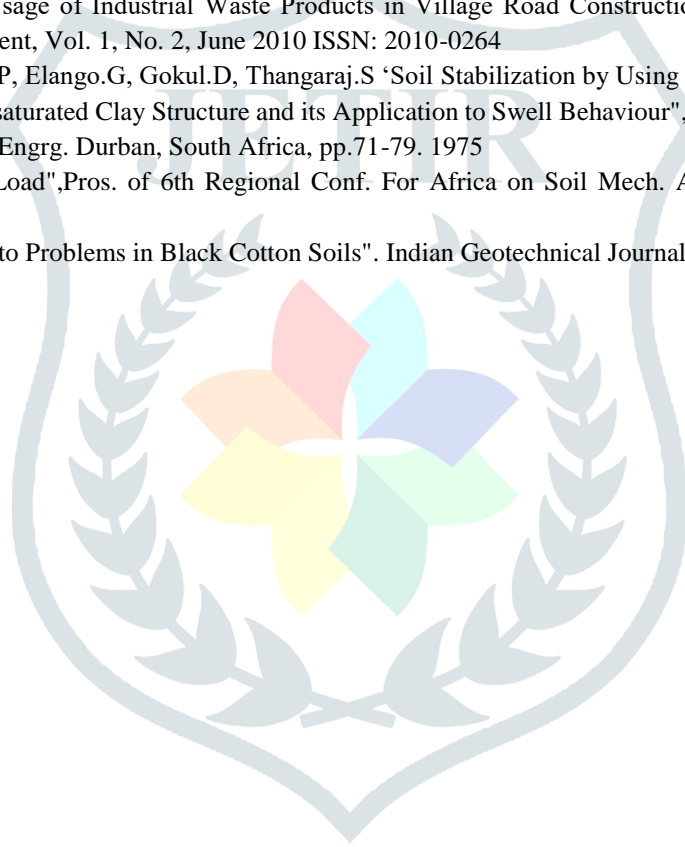 sage of Industrial Waste Products in Village Road Constructio
ent, Vol. 1, No. 2, June 2010 ISSN: 2010-0264
P, Elango.G, Gokul.D, Thangaraj.S ‘Soil Stabilization by Using
saturated Clay Structure and its Application to Swell Behaviour",
Engrg. Durban, South Africa, pp.71-79. 1975
Load",Pros. of 6th Regional Conf. For Africa on Soil Mech. A
to Problems in Black Cotton Soils". Indian Geotechnical Journal
JETIR